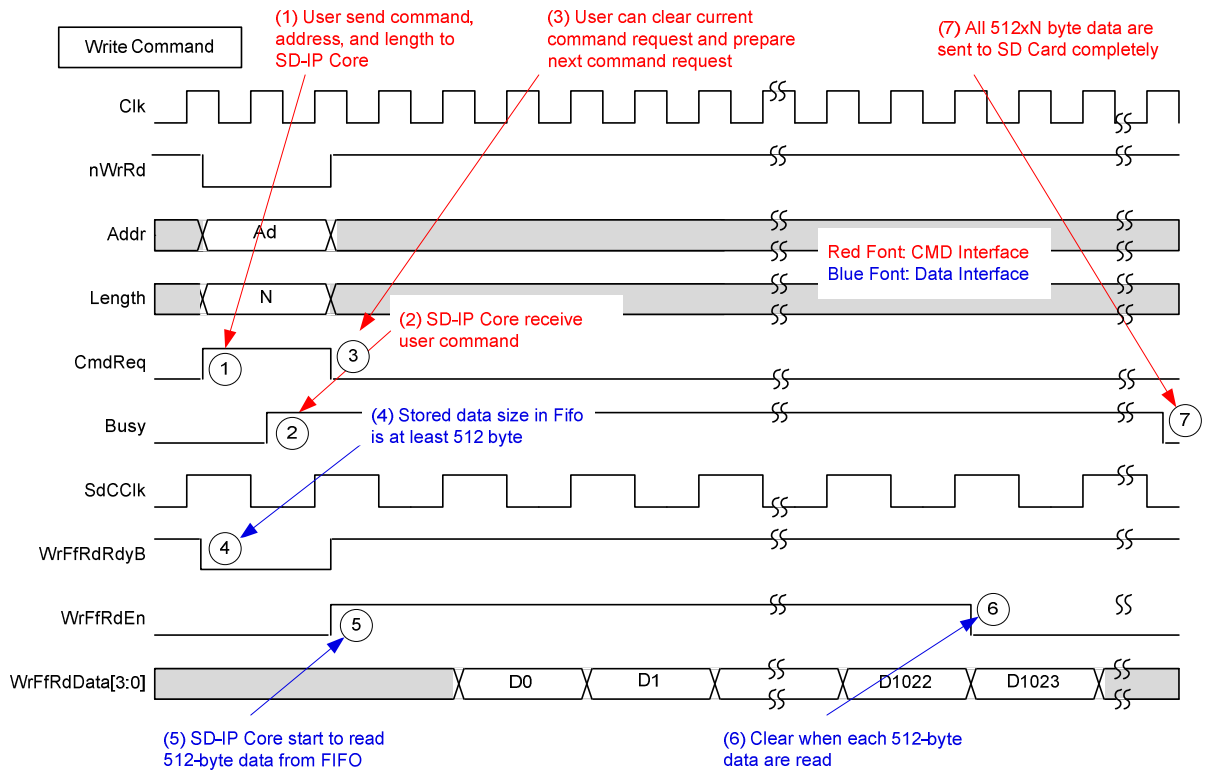 Write Command
(1) User send command,
address, and length to
SD-IP Core
(3) User can clear current
command request and prepare
next command request
(7) All 512xN byte data are
sent to SD Card completely
Clk
nWrRd
Addr
Ad
Red Font: CMD Interface
Blue Font: Data Interface
Length
N
(2) SD-IP Core receive
user command
CmdReq
1
3
Busy
2
7
(4) Stored data size in Fifo
is at least 512 byte
SdCClk
WrFfRdRdyB
4
WrFfRdEn
5
6
WrFfRdData[3:0]
D0
D1
D1022
D1023
(5) SD-IP Core start to read
512-byte data from FIFO
(6) Clear when each 512-byte
data are read